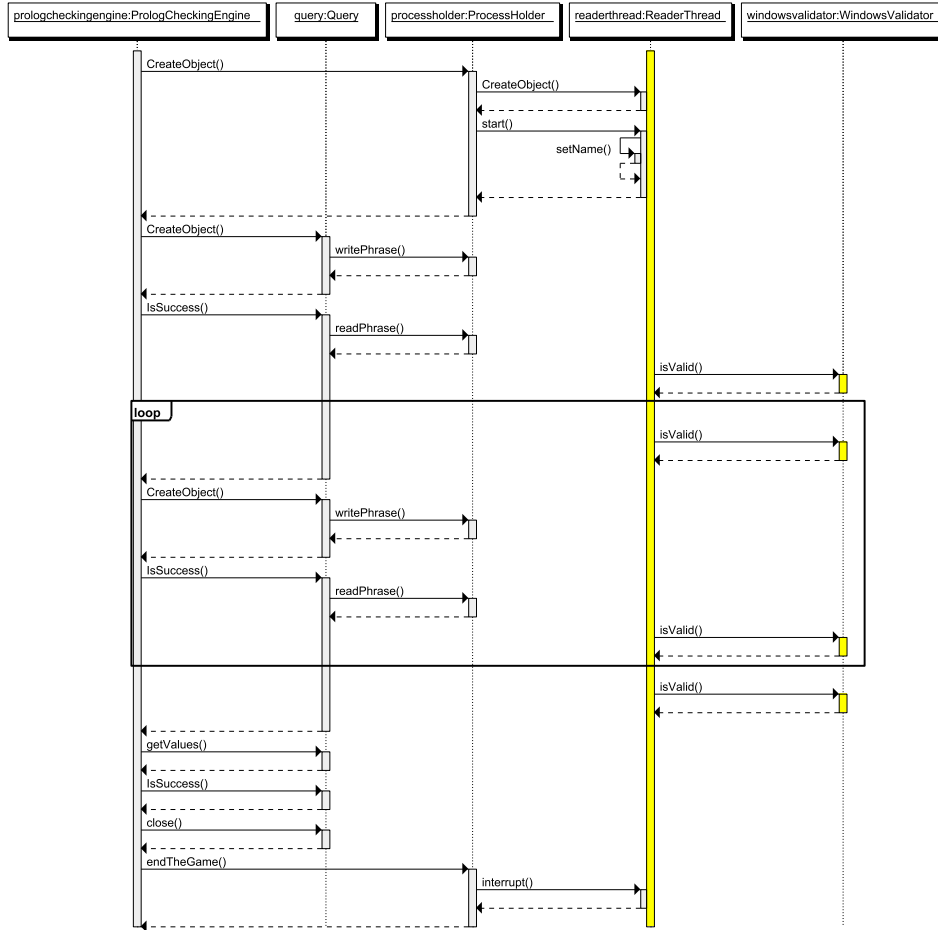 prologcheckingengine:PrologCheckingEngine
query:Query
processholder:ProcessHolder
readerthread:ReaderThread
windowsvalidator:WindowsValidator
CreateObject()
CreateObject()
start()
setName()
CreateObject()
writePhrase()
IsSuccess()
readPhrase()
isValid()
loop
isValid()
CreateObject()
writePhrase()
IsSuccess()
readPhrase()
isValid()
isValid()
getValues()
IsSuccess()
close()
endTheGame()
interrupt()